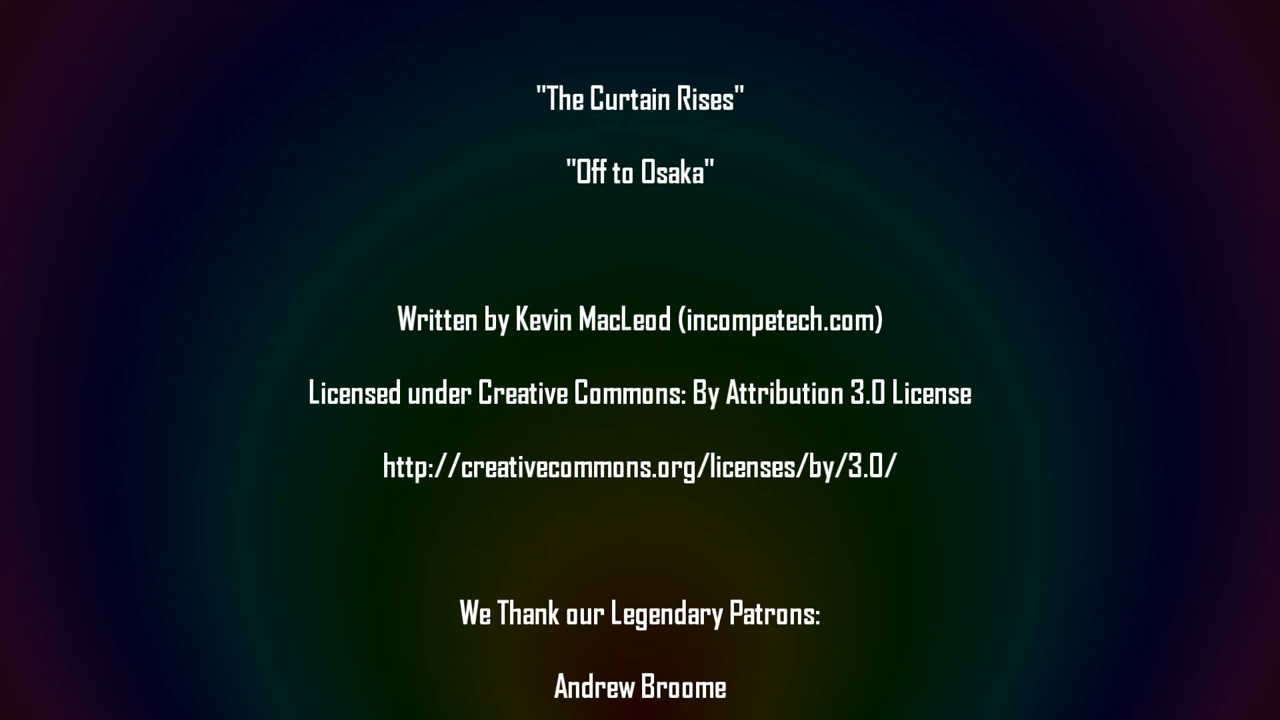 "The Curtain Rises"
"Off to Osaka"
Written by Kevin MacLeod (incompetech.com)
Licensed under Creative Commons: By Attribution 3.0 License
http://creativecommons.org/licenses/by/3.0/
We Thank our Legendary Patrons:
Andrew Broome